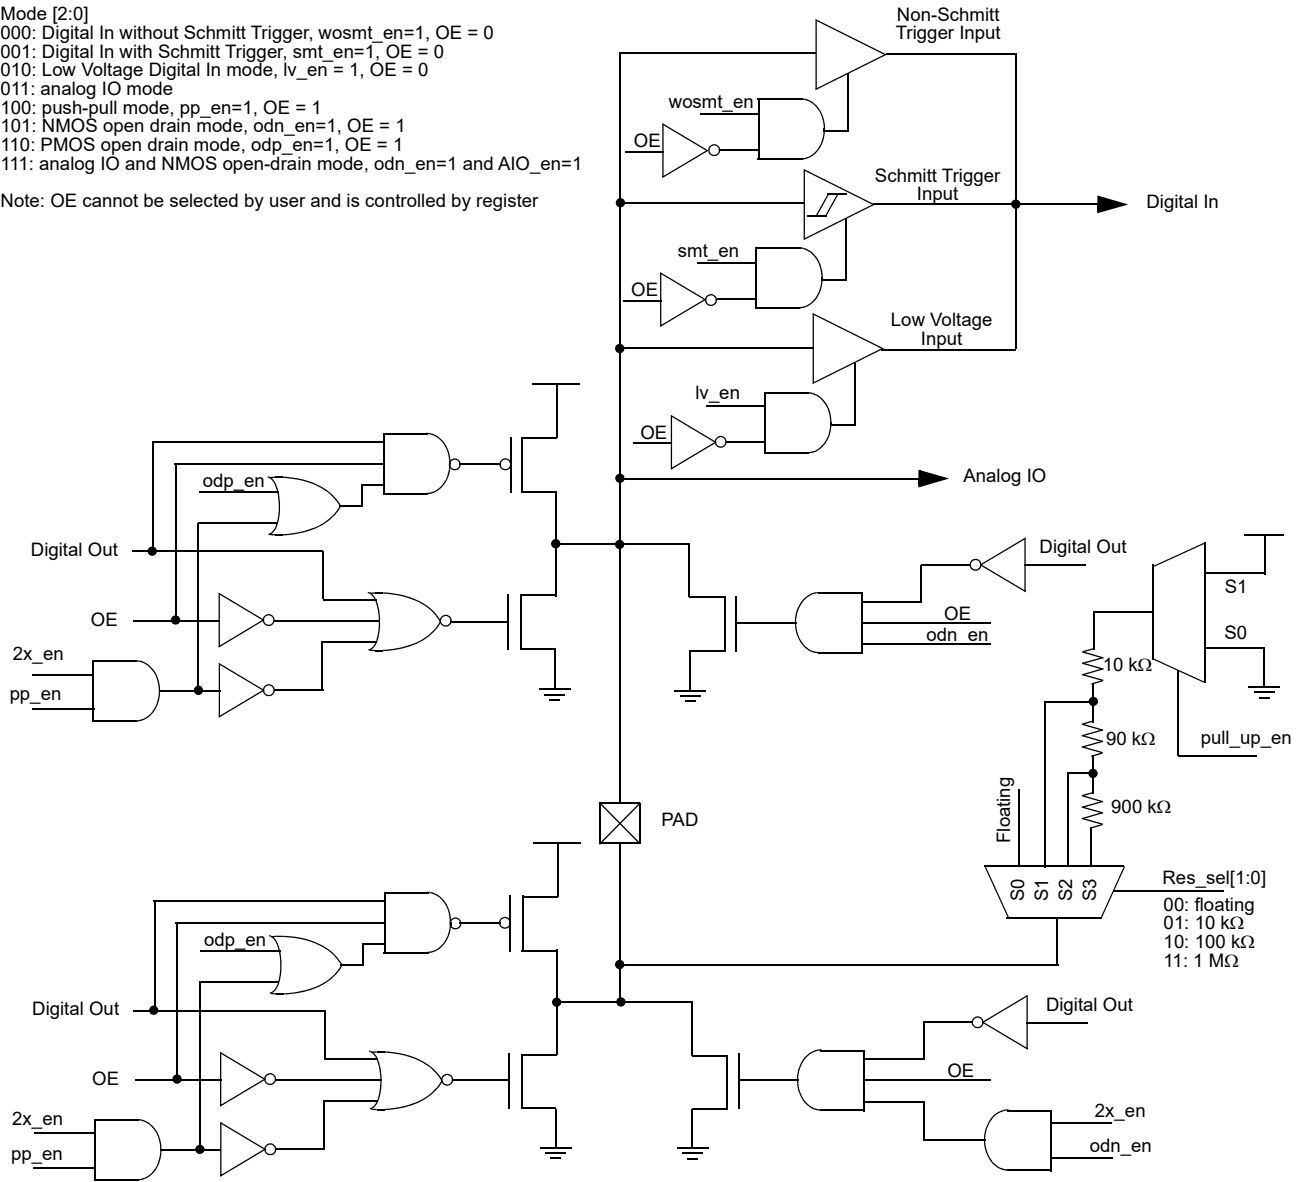 Mode [2:0]
000: Digital In without Schmitt Trigger, wosmt_en=1, OE = 0
001: Digital In with Schmitt Trigger, smt_en=1, OE = 0
010: Low Voltage Digital In mode, lv_en = 1, OE = 0
011: analog IO mode
100: push-pull mode, pp_en=1, OE = 1
101: NMOS open drain mode, odn_en=1, OE = 1
110: PMOS open drain mode, odp_en=1, OE = 1
111: analog IO and NMOS open-drain mode, odn_en=1 and AIO_en=1
Note: OE cannot be selected by user and is controlled by register
Non-Schmitt
Trigger Input
wosmt_en
OE
Schmitt Trigger
Input
Digital In
smt_en
OE
Low Voltage
Input
lv_en
OE
Analog IO
odp_en
Digital Out
OE
2x_en
pp_en
Digital Out
OE
odn_en
S1
S0
10 kΩ
90 kΩ
900 kΩ
pull_up_en
Floating
S0
S1
S2
S3
Res_sel[1:0]
00: floating
01: 10 kΩ
10: 100 kΩ
11: 1 MΩ
PAD
odp_en
Digital Out
OE
2x_en
pp_en
Digital Out
OE
2x_en
odn_en